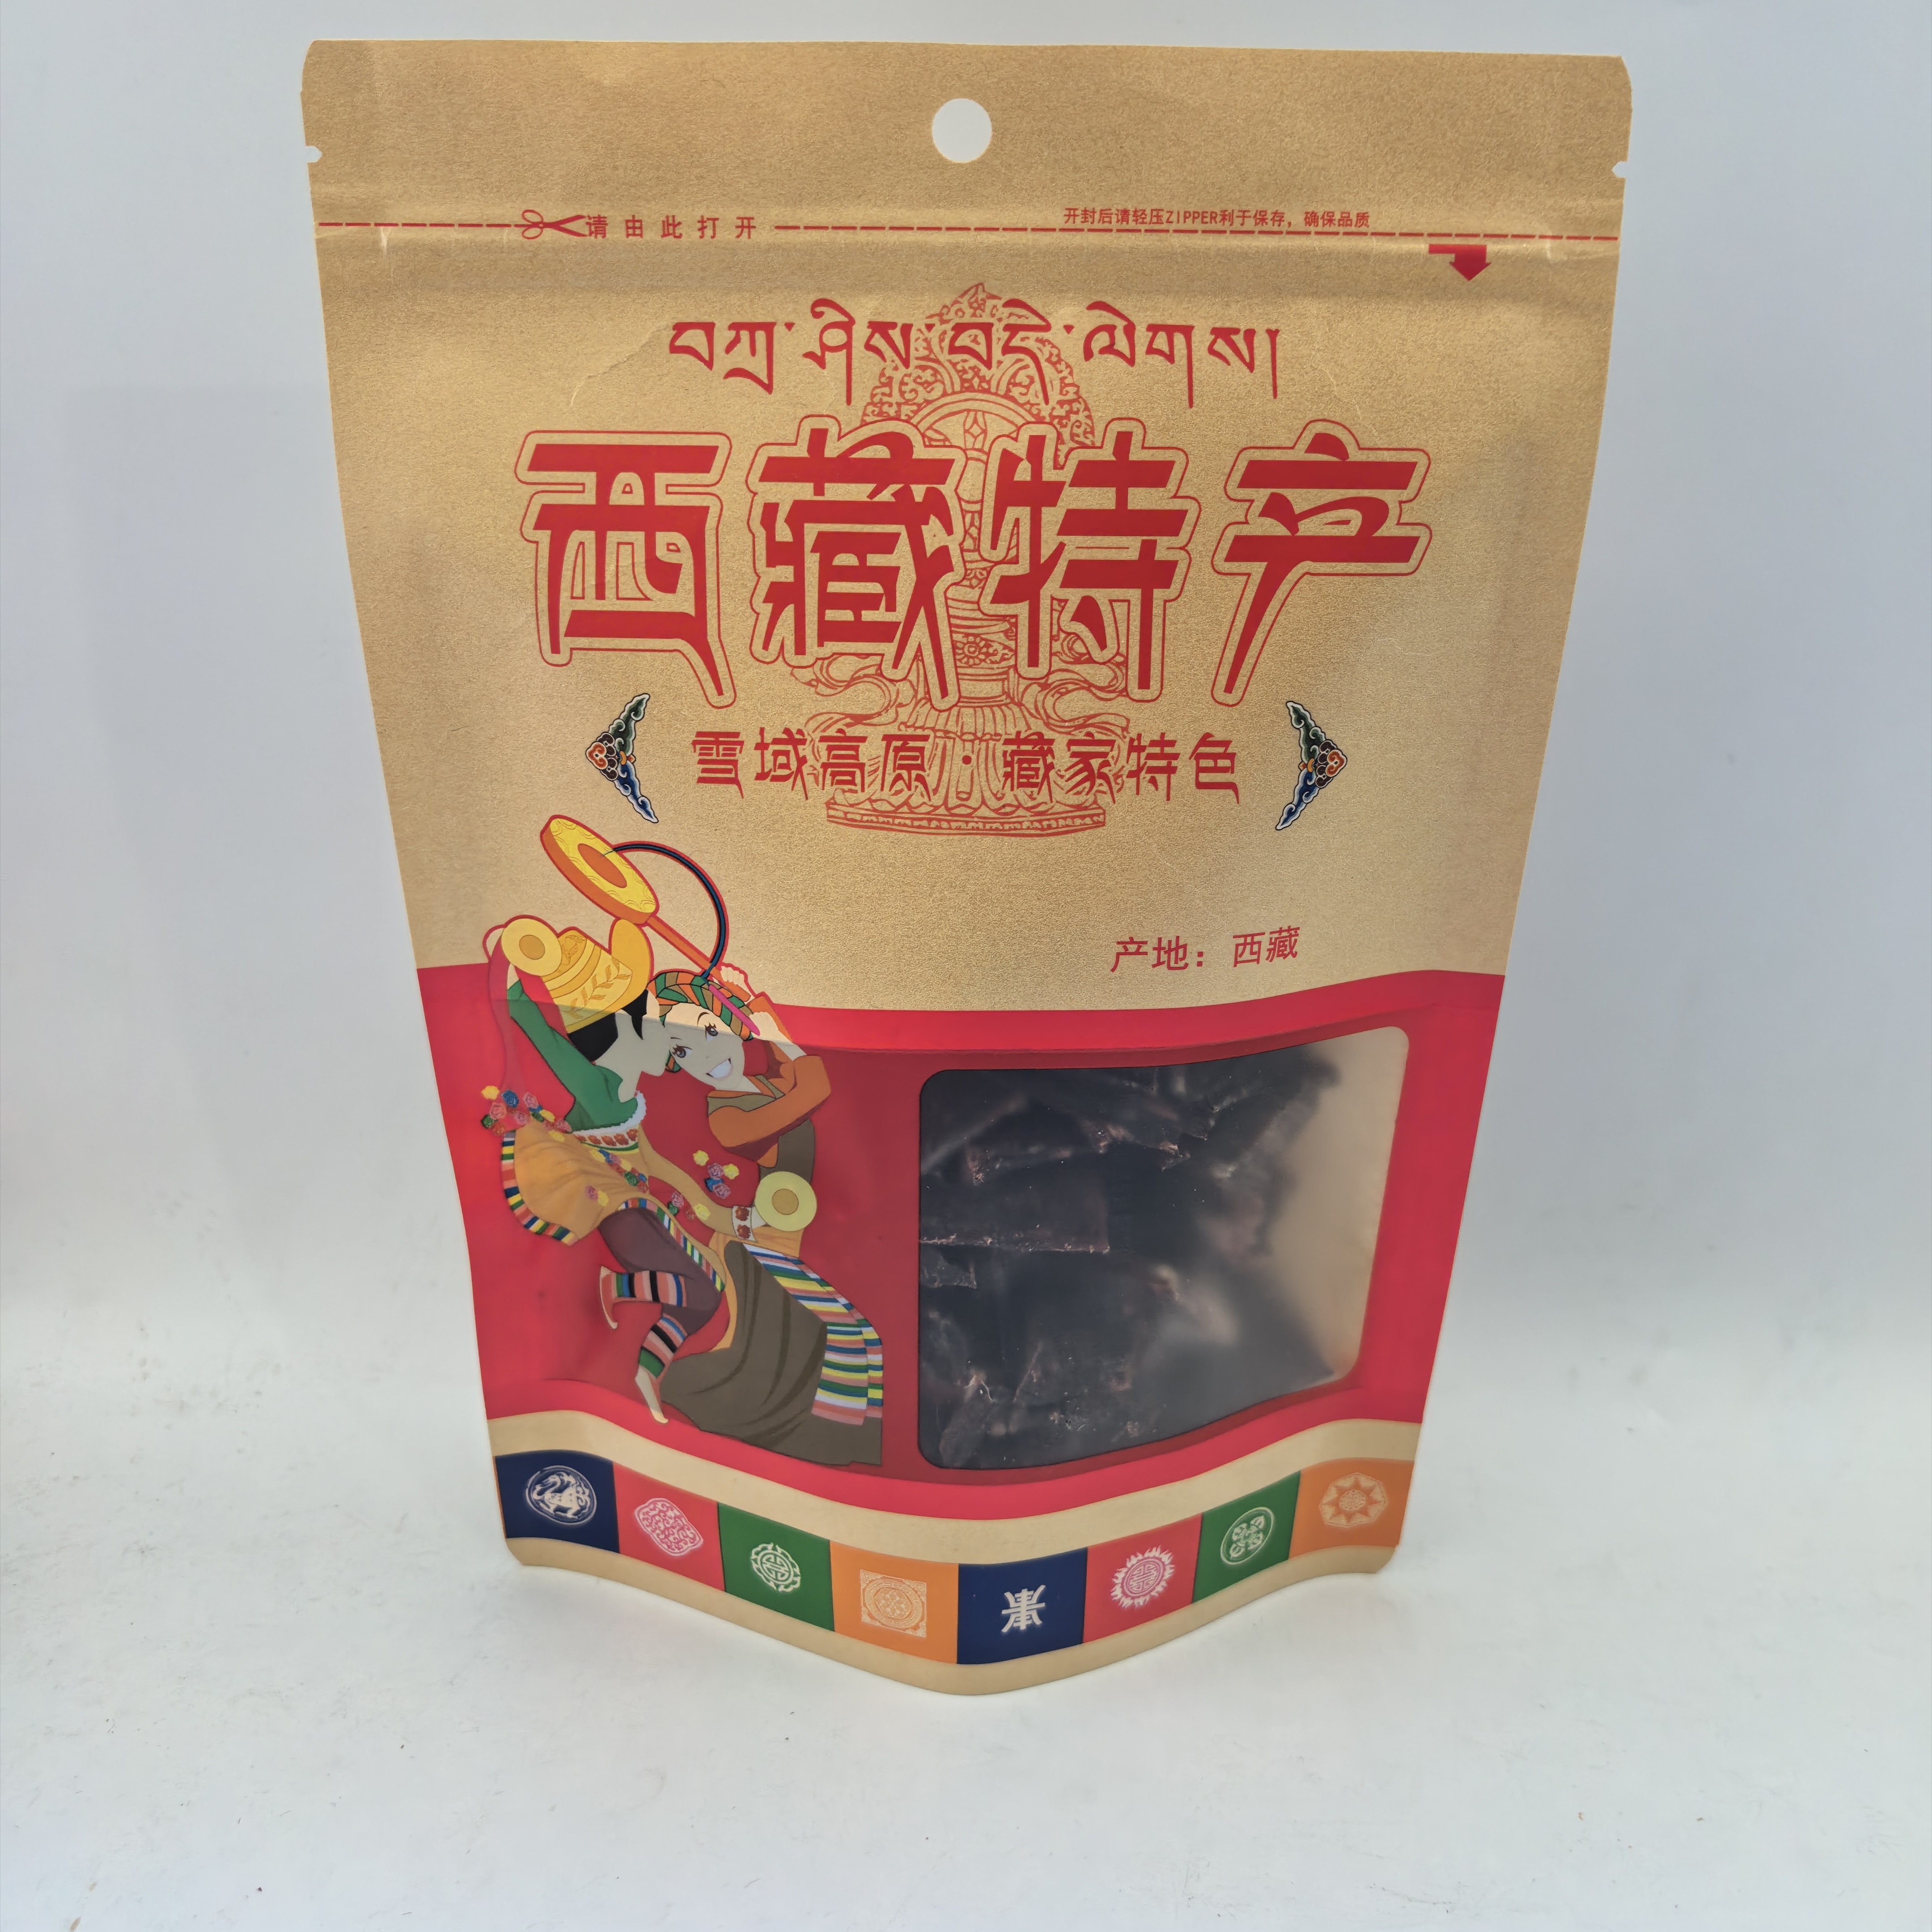 请由此打开
开封后请轻压ZIPPER利于保存，确保品质
བཀྲ་ཤིས་བདེ་ལེགས།
西藏特产
雪域高原·藏家特色
产地：西藏